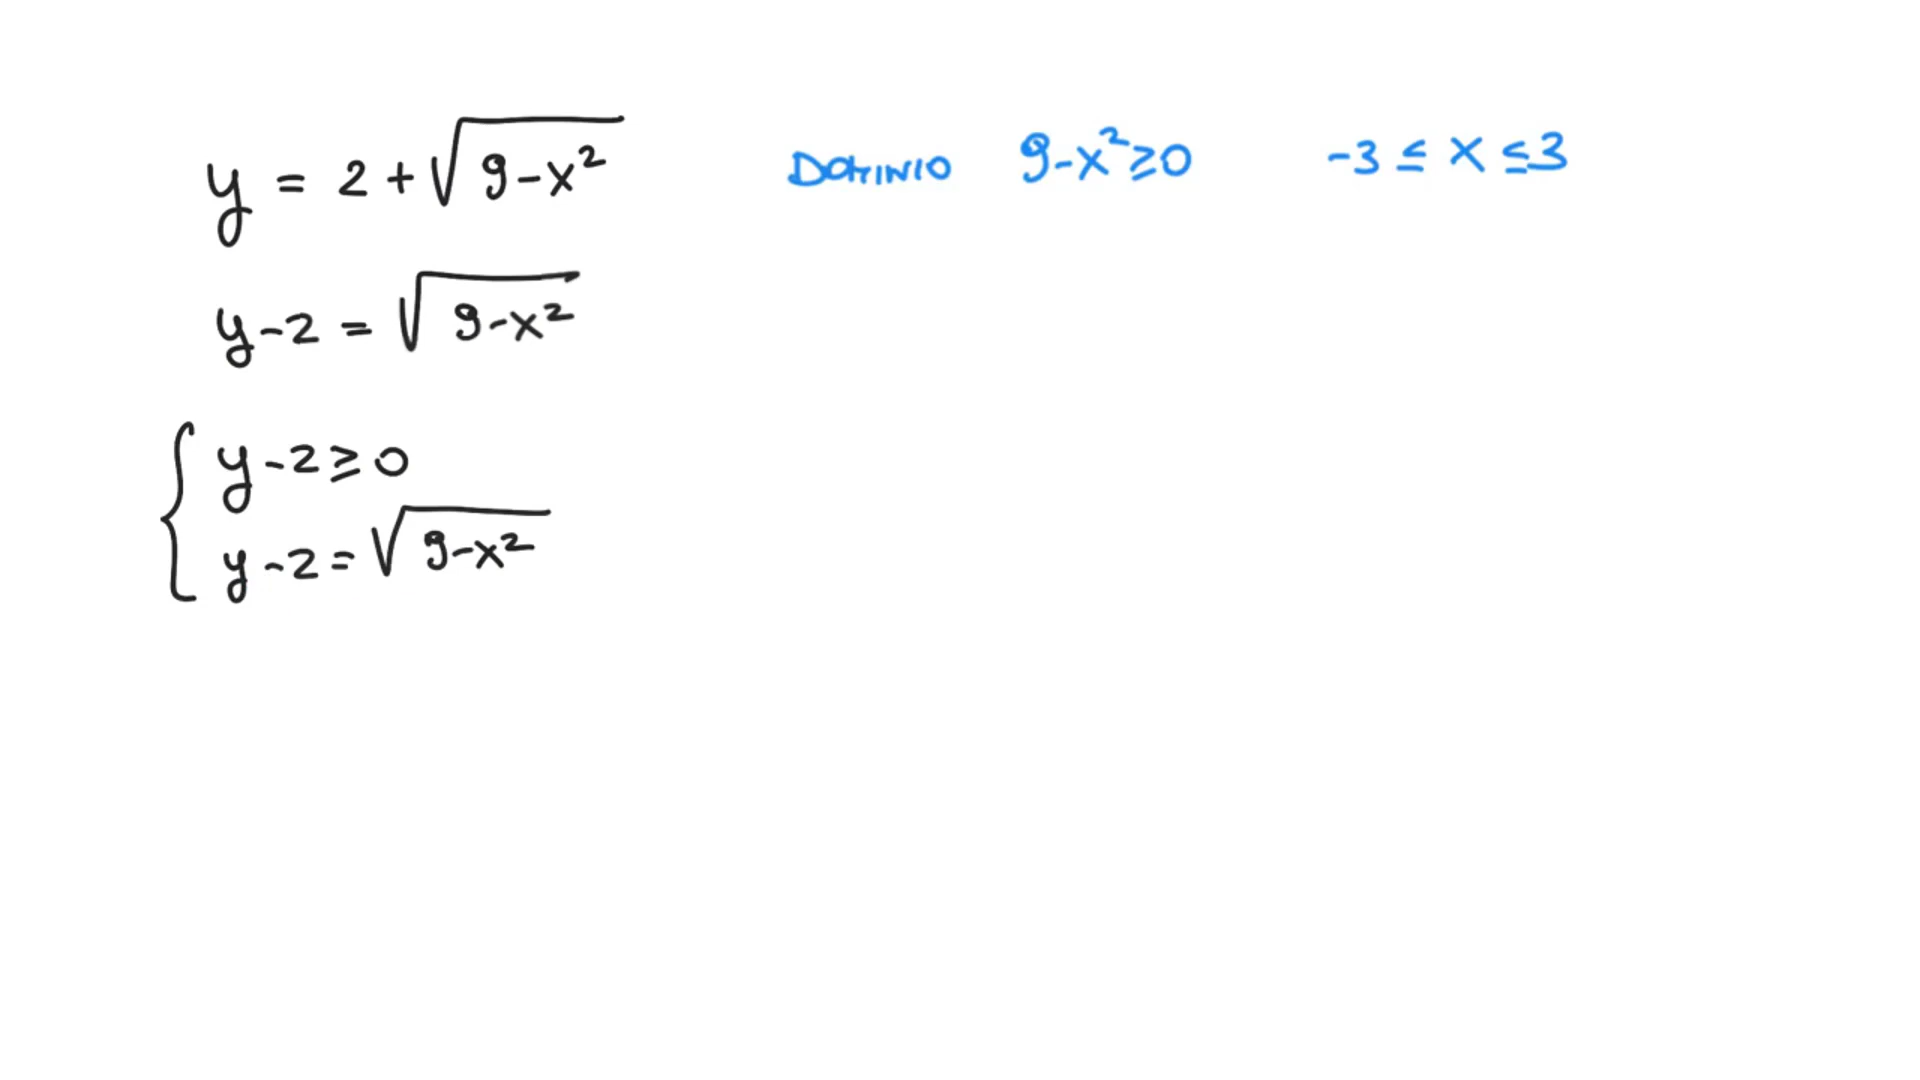 y = 2 + √(9 - x²) DOMINIO 9 - x² ≥ 0 -3 ≤ x ≤ 3
y - 2 = √(9 - x²)
{ y - 2 ≥ 0
y - 2 = √(9 - x²)